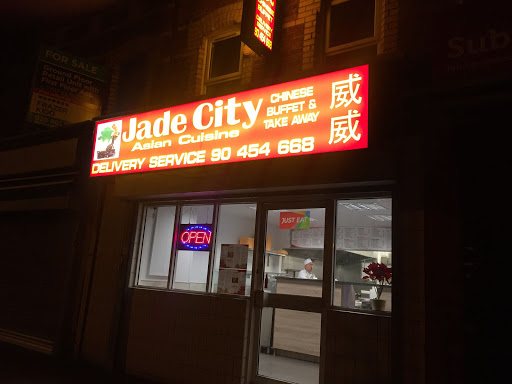 FOR SALE
Jade City
Asian Cuisine
CHINESE
BUFFET &
TAKE AWAY
威
威
DELIVERY SERVICE 90 454 668
JUST EAT
OPEN
Sub